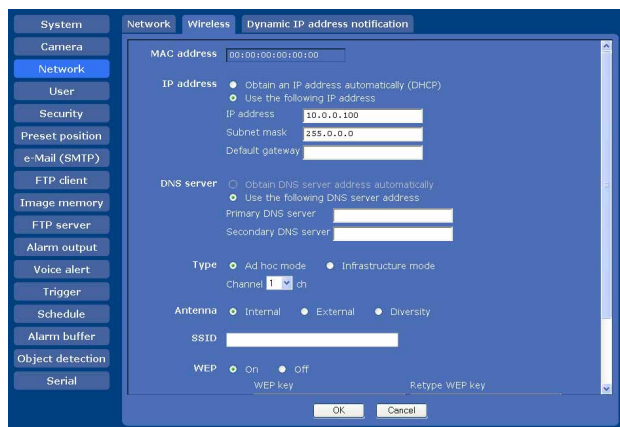 System
Camera
Network
User
Security
Preset position
e-Mail (SMTP)
FTP client
Image memory
FTP server
Alarm output
Voice alert
Trigger
Schedule
Alarm buffer
Object detection
Serial
Network Wireless Dynamic IP address notification
MAC address 00:00:00:00:00:00
IP address Obtain an IP address automatically (DHCP)
Use the following IP address
IP address 10.0.0.100
Subnet mask 255.0.0.0
Default gateway
DNS server Obtain DNS server address automatically
Use the following DNS server address
Primary DNS server
Secondary DNS server
Type Ad hoc mode Infrastructure mode
Channel 1 ch
Antenna Internal External Diversity
SSID
WEP On Off
WEP key Retype WEP key
OK Cancel